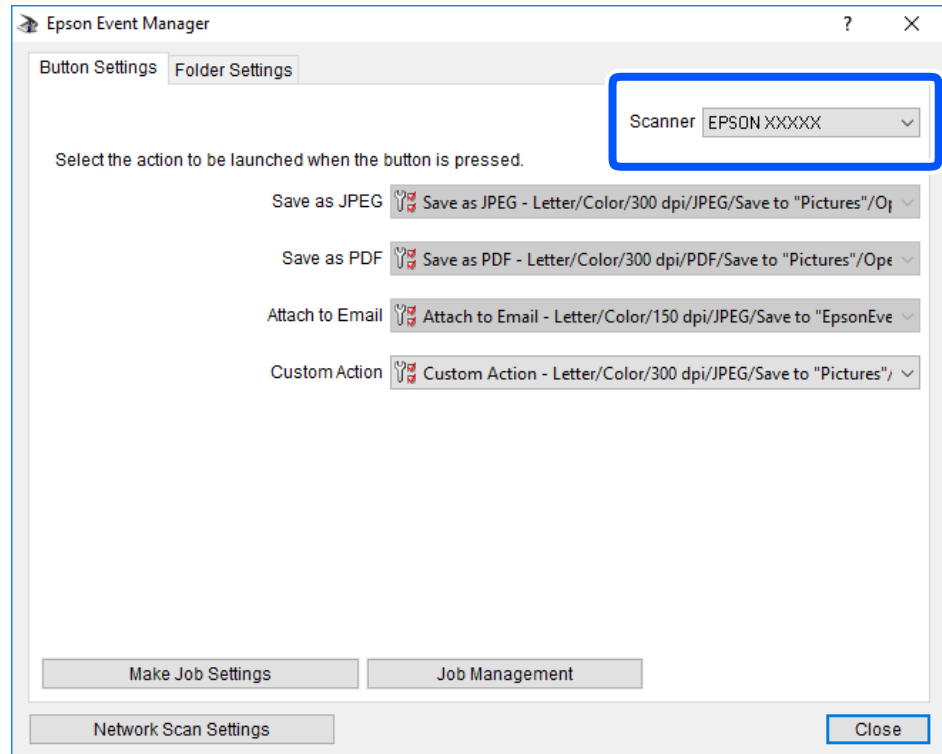 Epson Event Manager
Button Settings Folder Settings
Scanner EPSON XXXXX
Select the action to be launched when the button is pressed.
Save as JPEG Save as JPEG - Letter/Color/300 dpi/JPEG/Save to "Pictures"/Op
Save as PDF Save as PDF - Letter/Color/300 dpi/PDF/Save to "Pictures"/Ope
Attach to Email Attach to Email - Letter/Color/150 dpi/JPEG/Save to "EpsonEve
Custom Action Custom Action - Letter/Color/300 dpi/JPEG/Save to "Pictures"/
Make Job Settings Job Management
Network Scan Settings Close